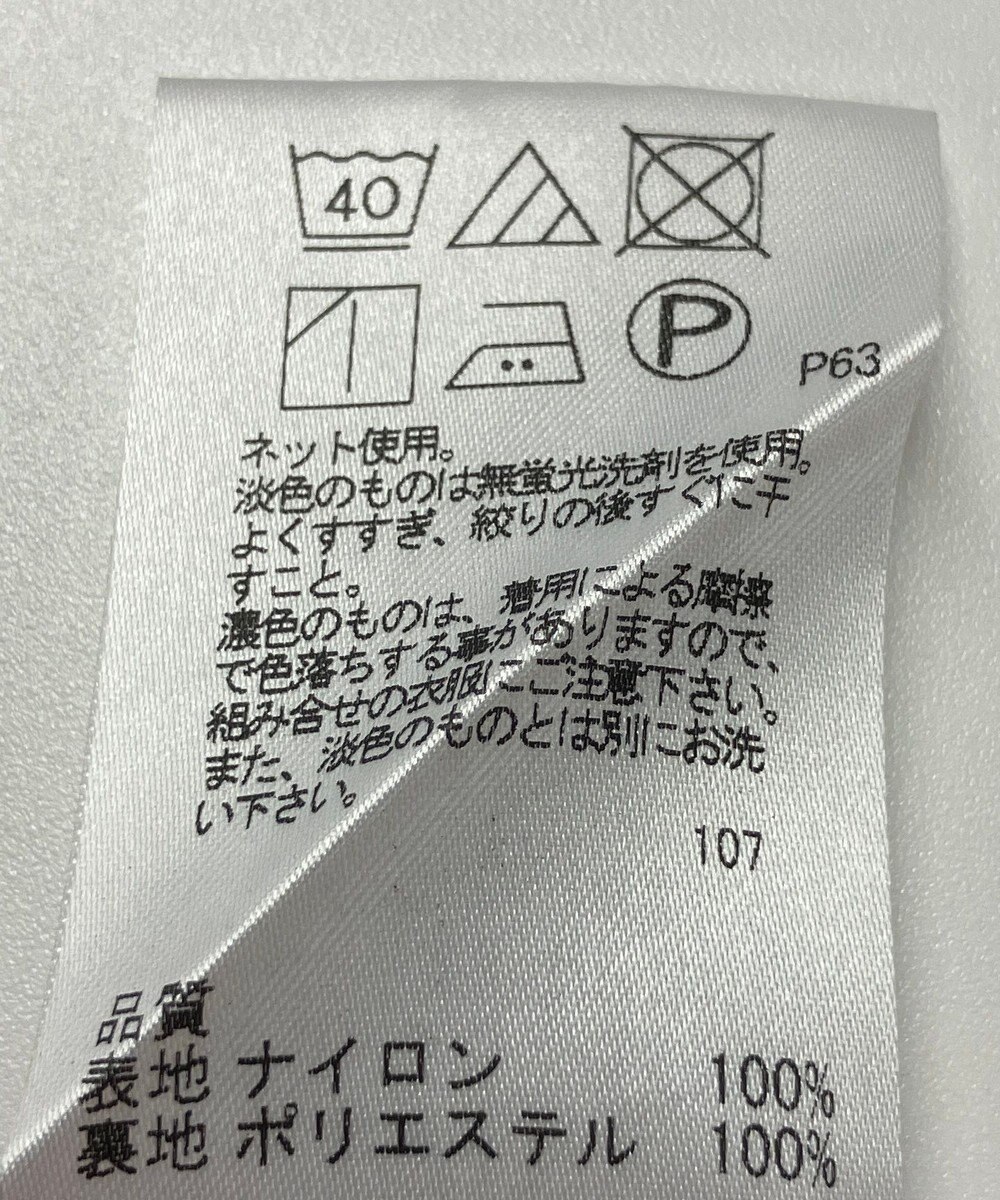 40
P
P63
ネット使用。
淡色のものは無蛍光洗剤を使用。
よくすすぎ、絞りの後すぐに干
すこと。
濃色のものは、着用による摩擦
で色落ちする事がありますので、
組み合せの衣服にご注意下さい。
また、淡色のものとは別にお洗
い下さい。
107
品質
表地 ナイロン 100%
裏地 ポリエステル 100%